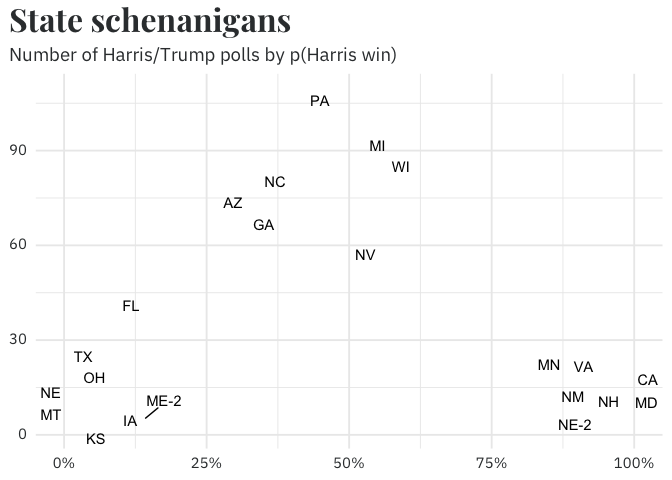 State schenanigans
Number of Harris/Trump polls by p(Harris win)
PA
90
MI
WI
NC
AZ
GA
60
NV
FL
30
TX
MN
VA
OH
CA
NE
NM
ME-2
NH
MD
MT
IA
NE-2
0
KS
0%
25%
50%
75%
100%